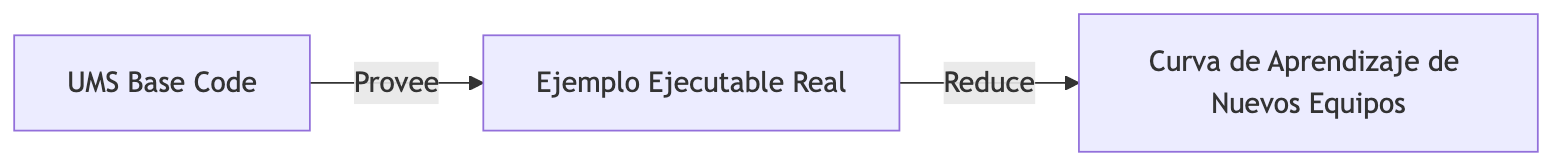 UMS Base Code
Provee
Ejemplo Ejecutable Real
Reduce
Curva de Aprendizaje de
Nuevos Equipos